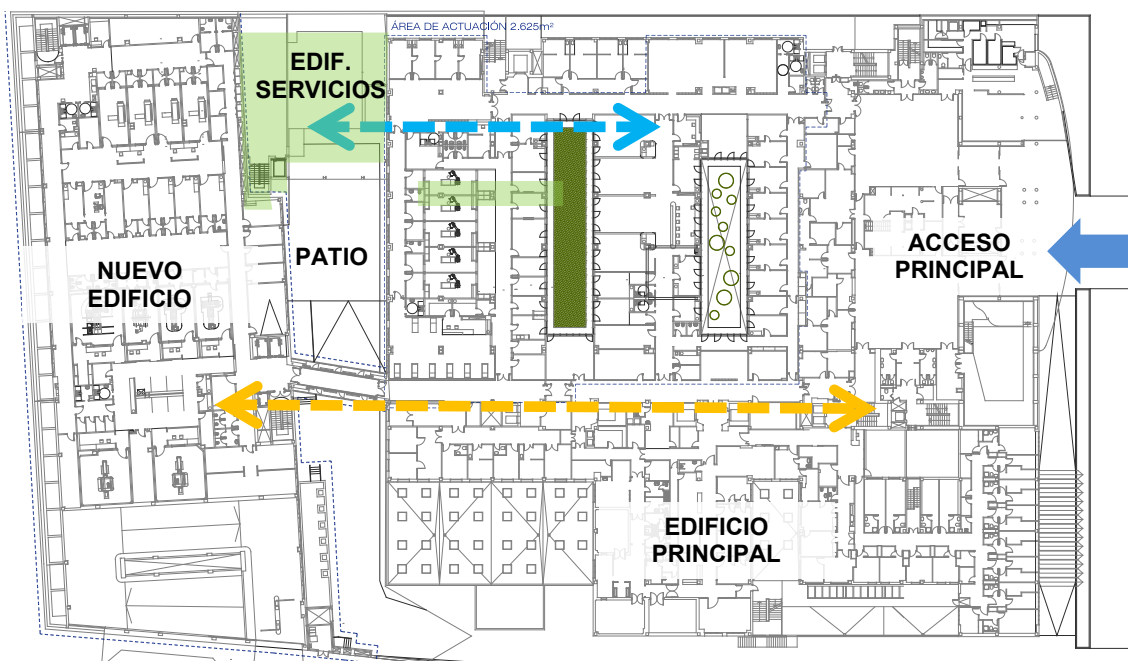 ÁREA DE ACTUACIÓN 2.625m²
EDIF.
SERVICIOS
NUEVO
EDIFICIO
PATIO
ACCESO
PRINCIPAL
EDIFICIO
PRINCIPAL